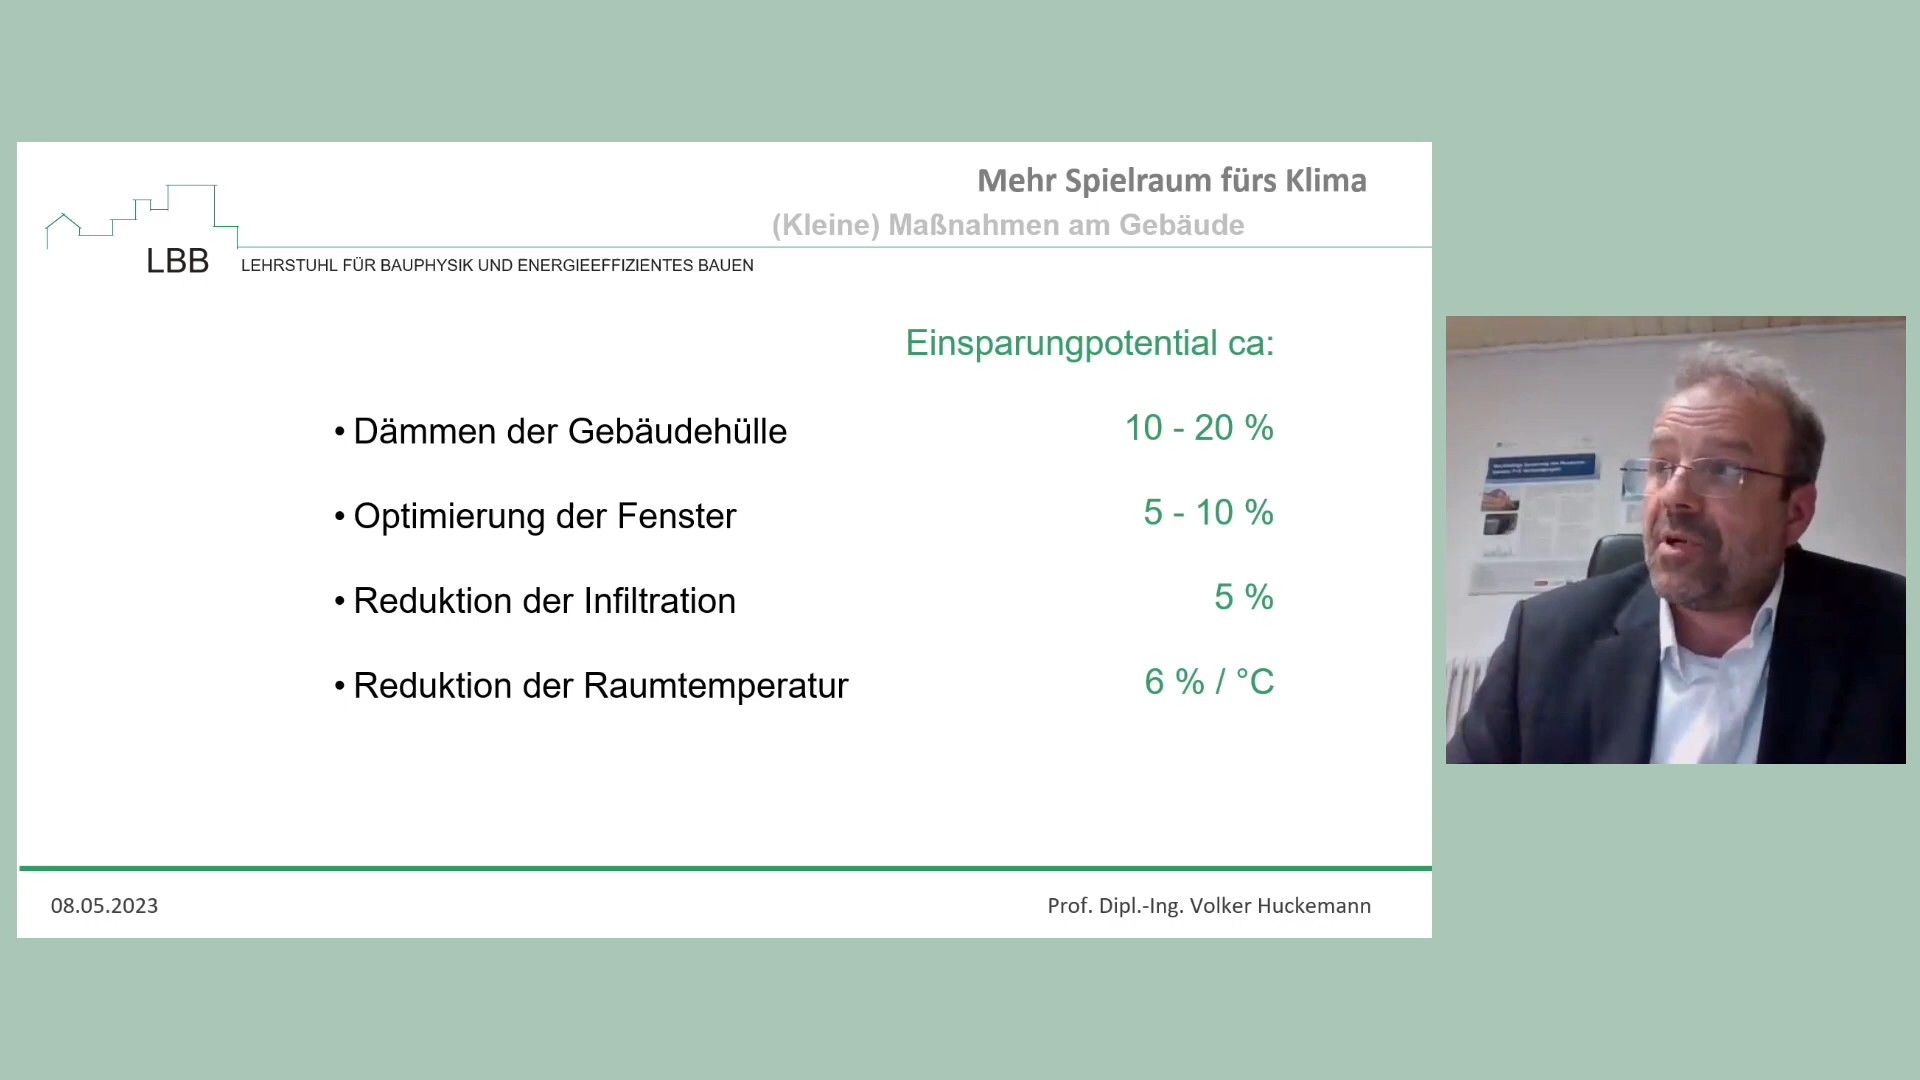 Mehr Spielraum fürs Klima
(Kleine) Maßnahmen am Gebäude
LBB
LEHRSTUHL FÜR BAUPHYSIK UND ENERGIEEFFIZIENTES BAUEN
Einsparungpotential ca:
• Dämmen der Gebäudehülle 10 - 20 %
• Optimierung der Fenster 5 - 10 %
• Reduktion der Infiltration 5 %
• Reduktion der Raumtemperatur 6 % / °C
08.05.2023
Prof. Dipl.-Ing. Volker Huckemann